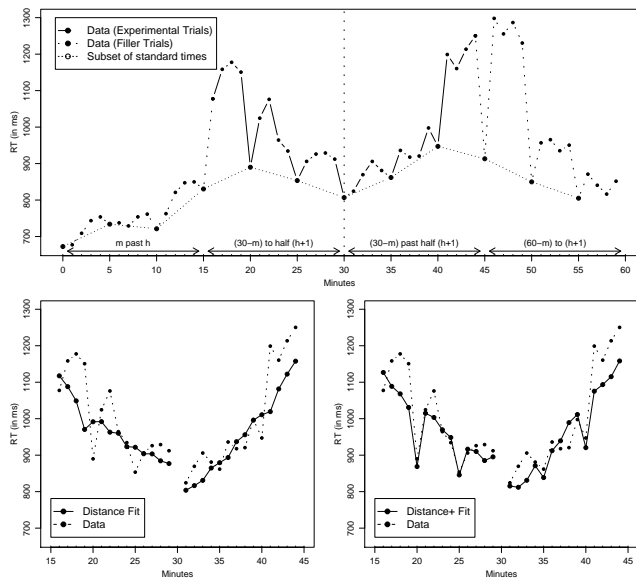 1300
1200
1100
1000
900
800
700
RT (in ms)
Data (Experimental Trials)
Data (Filler Trials)
Subset of standard times
m past h
(30−m) to half (h+1)
(30−m) past half (h+1)
(60−m) to (h+1)
0 5 10 15 20 25 30 35 40 45 50 55 60
Minutes
1300
1200
1100
1000
900
800
700
RT (in ms)
Distance Fit
Data
15 20 25 30 35 40 45
Minutes
1300
1200
1100
1000
900
800
700
RT (in ms)
Distance+ Fit
Data
15 20 25 30 35 40 45
Minutes